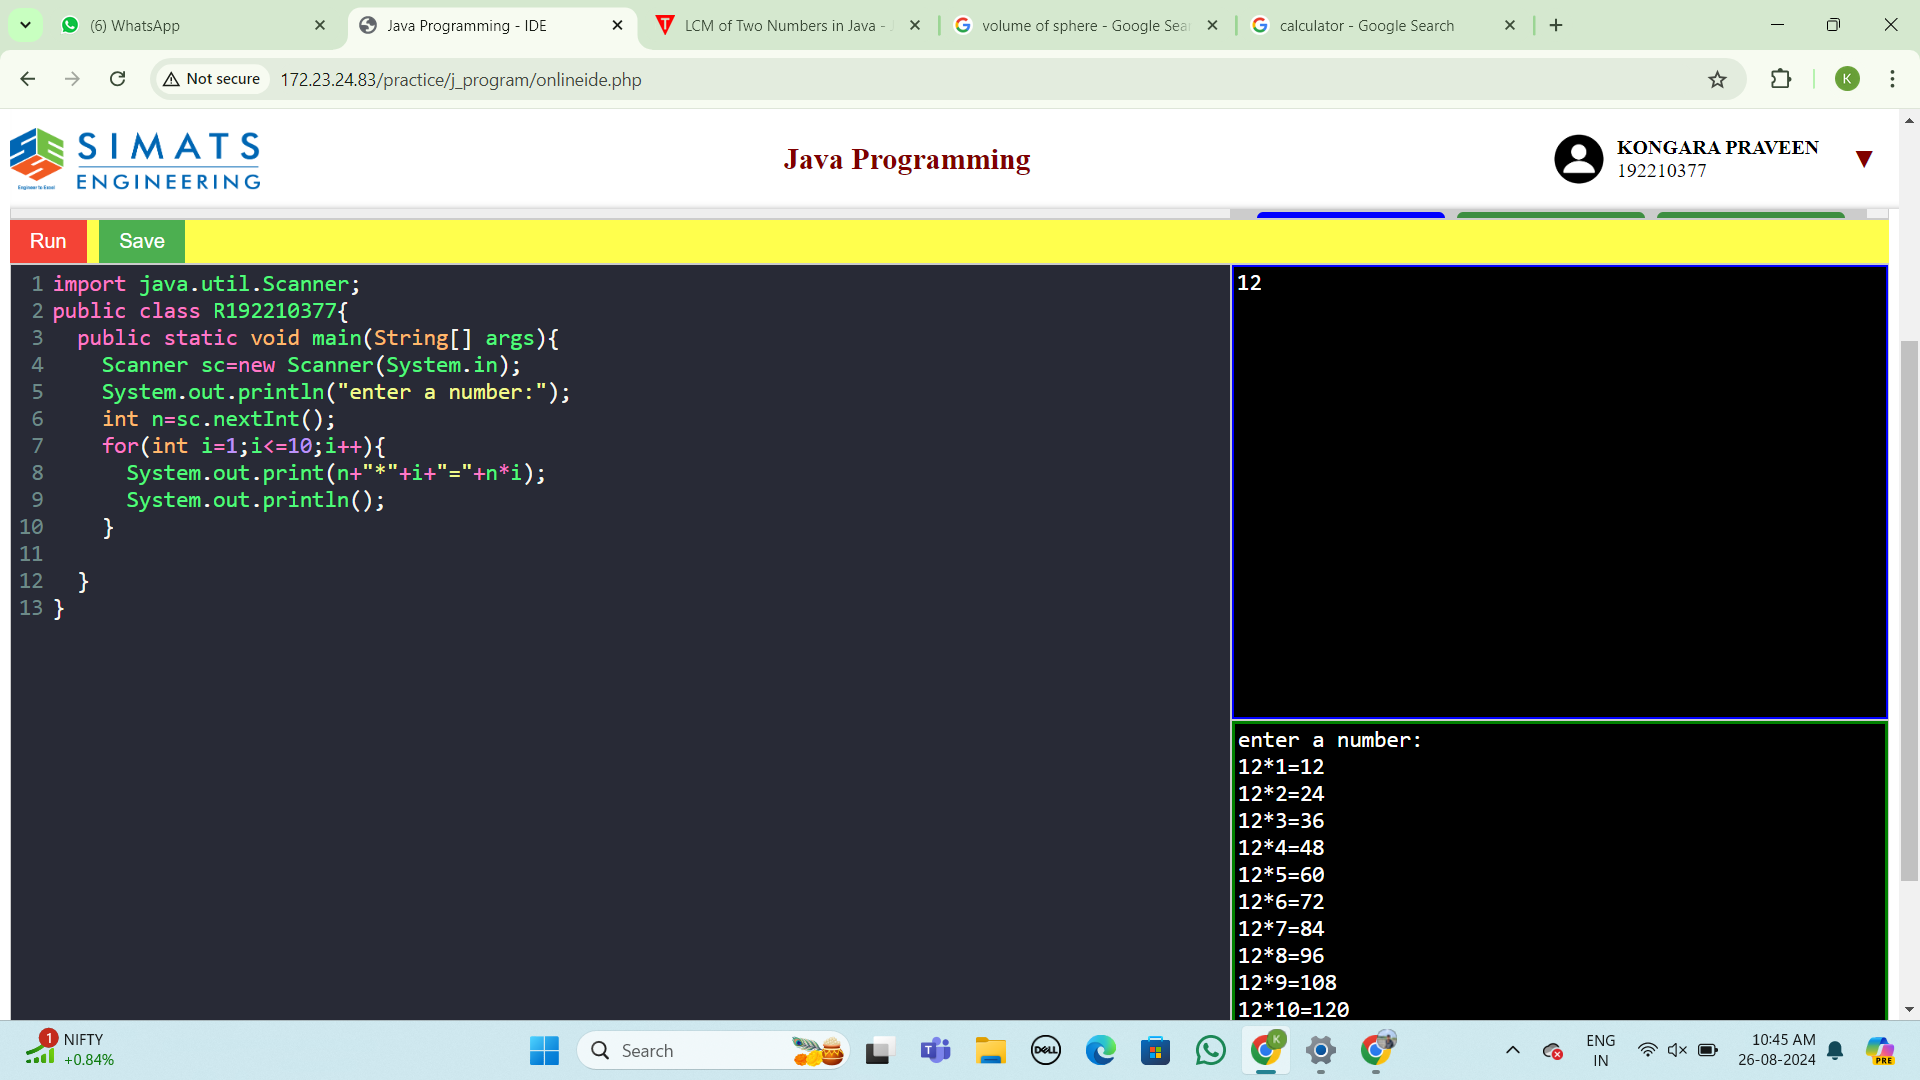 (6) WhatsApp
Java Programming - IDE
LCM of Two Numbers in Java -
volume of sphere - Google Sear
calculator - Google Search
Not secure
172.23.24.83/practice/j_program/onlineide.php
K
SIMATS
ENGINEERING
Engineer to Excel
Java Programming
KONGARA PRAVEEN
192210377
Run
Save
1 import java.util.Scanner;
2 public class R192210377{
3   public static void main(String[] args){
4     Scanner sc=new Scanner(System.in);
5     System.out.println("enter a number:");
6     int n=sc.nextInt();
7     for(int i=1;i<=10;i++){
8       System.out.print(n+"*"+i+"="+n*i);
9       System.out.println();
10     }
11
12   }
13 }
12
enter a number:
12*1=12
12*2=24
12*3=36
12*4=48
12*5=60
12*6=72
12*7=84
12*8=96
12*9=108
12*10=120
1
NIFTY
+0.84%
Search
DELL
K
ENG
IN
10:45 AM
26-08-2024
PRE